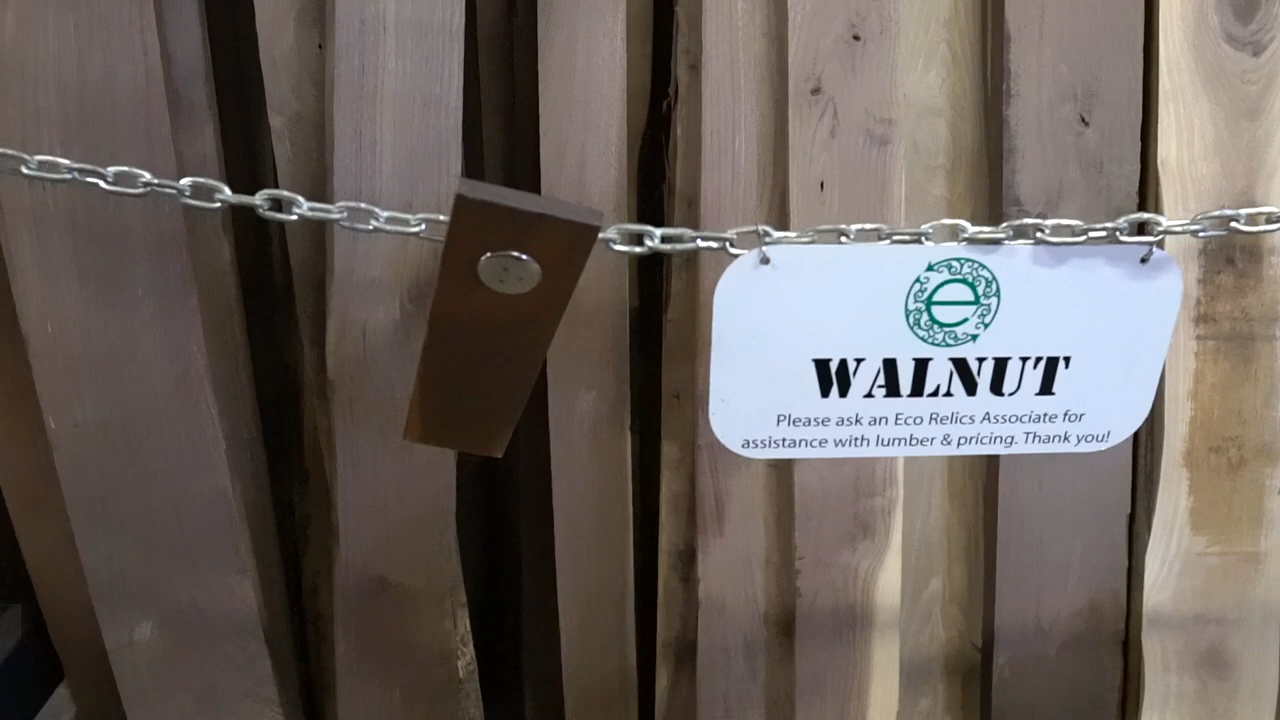 e
WALNUT
Please ask an Eco Relics Associate for
assistance with lumber & pricing. Thank you!